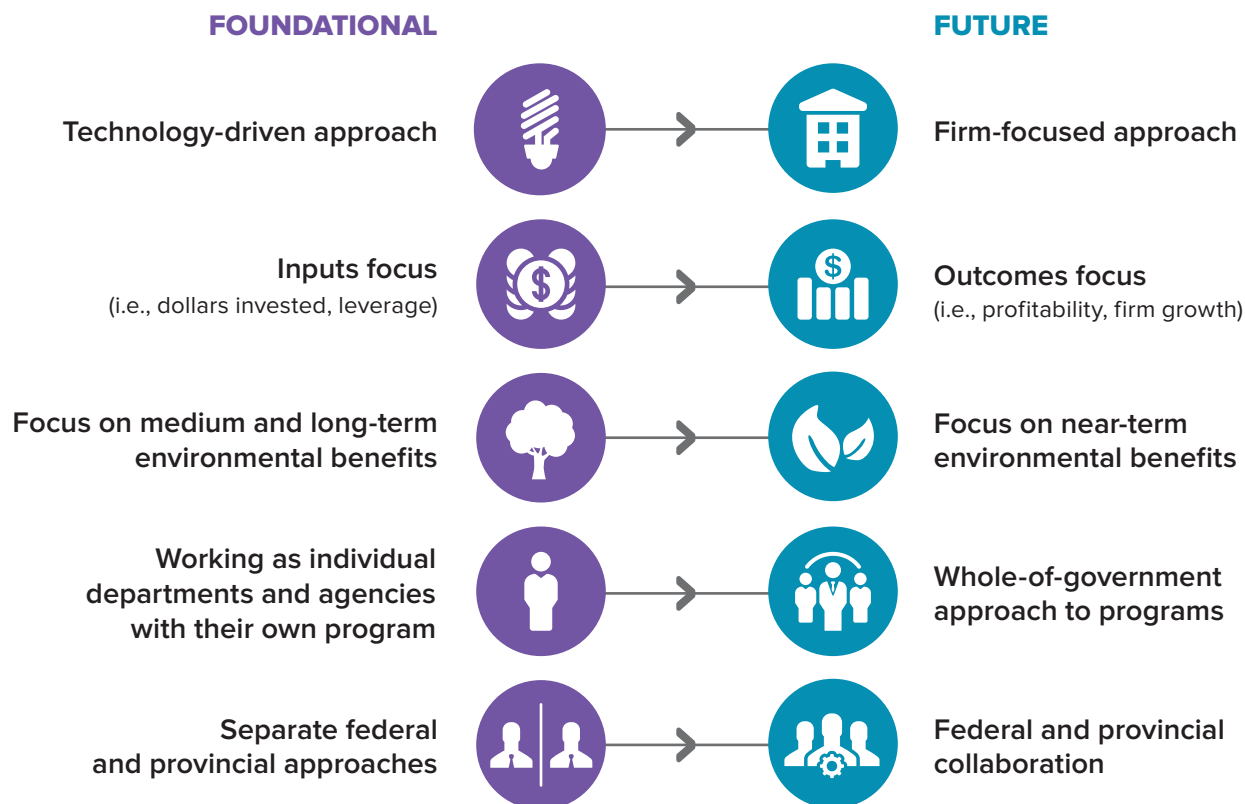 FOUNDATIONAL
FUTURE
Technology-driven approach
Firm-focused approach
Inputs focus
(i.e., dollars invested, leverage)
$
$
Outcomes focus
(i.e., profitability, firm growth)
Focus on medium and long-term
environmental benefits
Focus on near-term
environmental benefits
Working as individual
departments and agencies
with their own program
Whole-of-government
approach to programs
Separate federal
and provincial approaches
Federal and provincial
collaboration